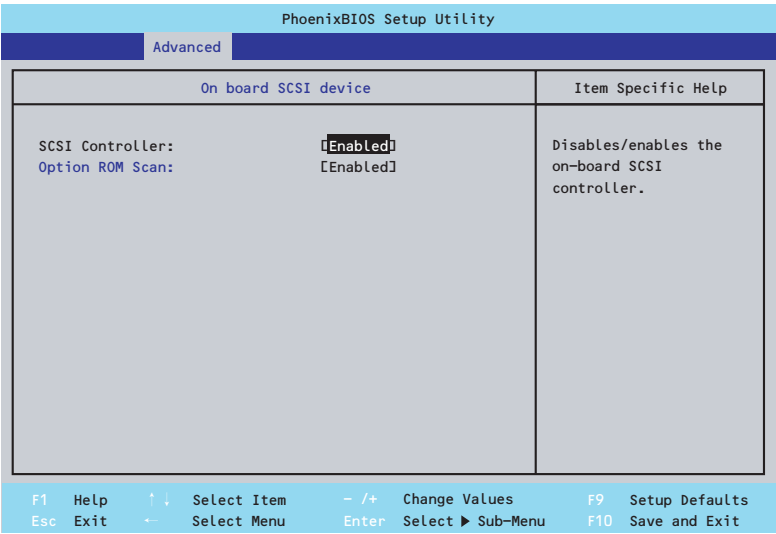 PhoenixBIOS Setup Utility
Advanced
On board SCSI device
Item Specific Help
SCSI Controller: [Enabled]
Option ROM Scan: [Enabled]
Disables/enables the
on-board SCSI
controller.
F1 Help ↑ ↓ Select Item - /+ Change Values F9 Setup Defaults
Esc Exit ← Select Menu Enter Select ▶ Sub-Menu F10 Save and Exit